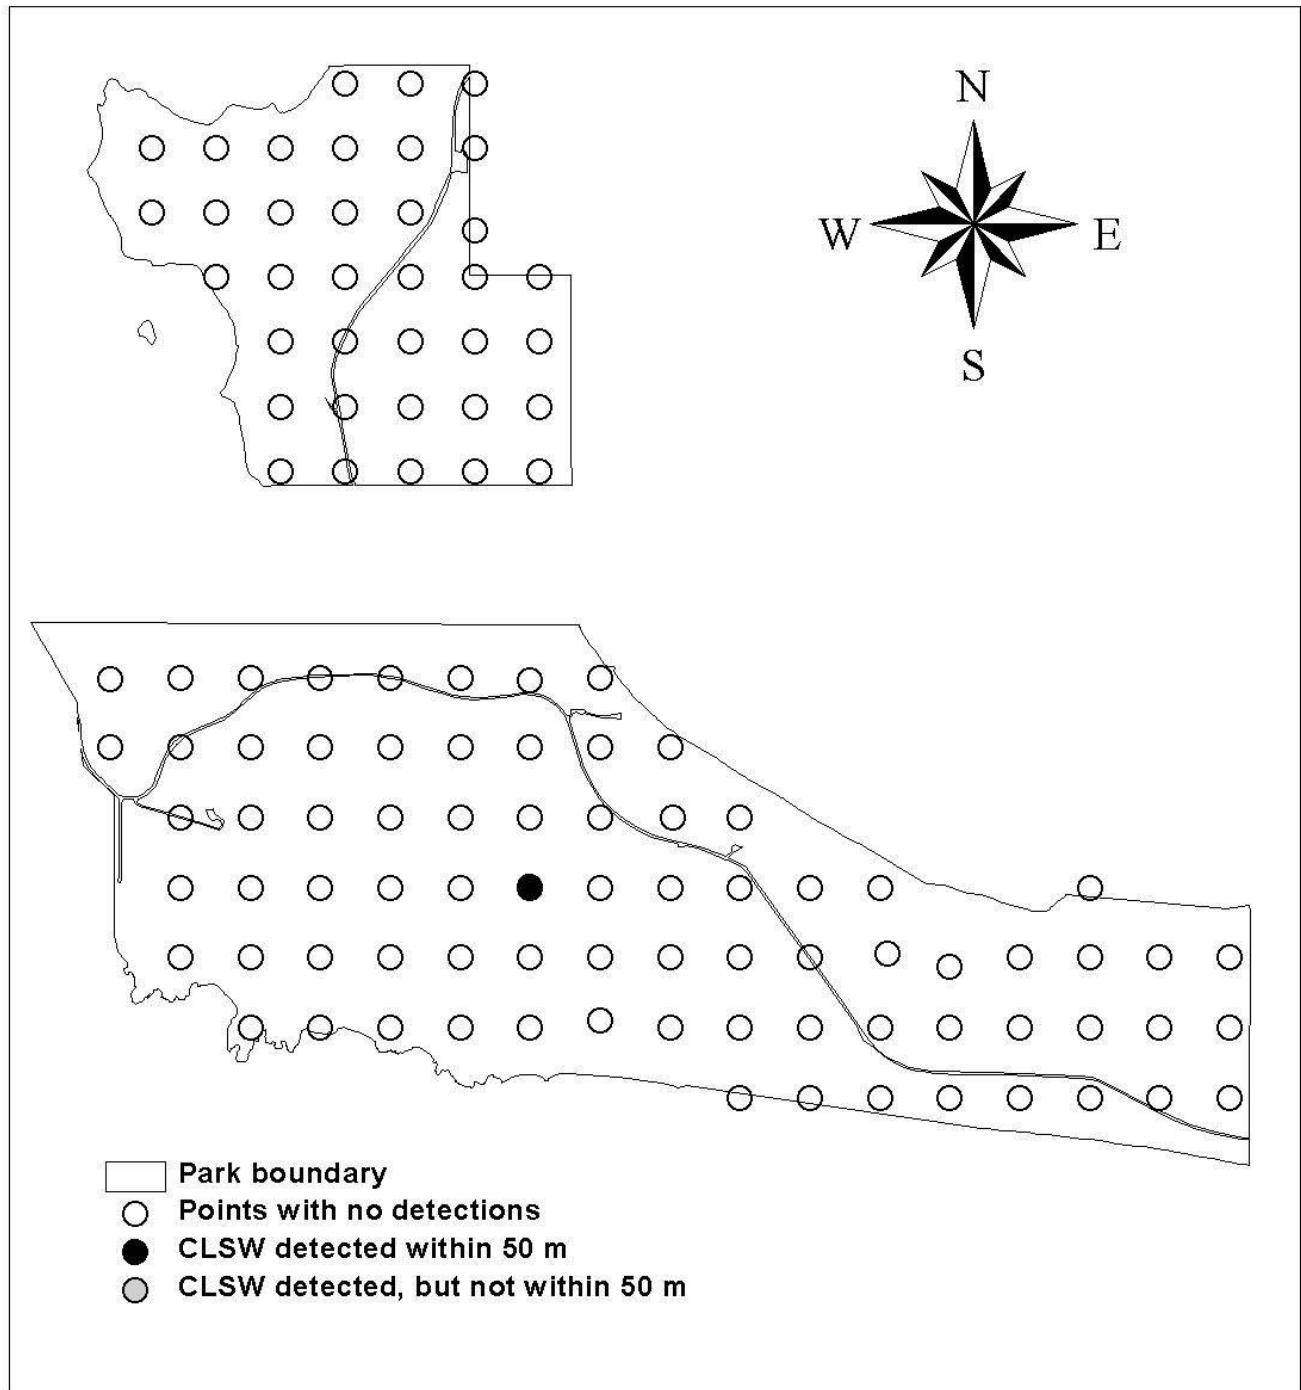 N
W
E
S
Park boundary
Points with no detections
CLSW detected within 50 m
CLSW detected, but not within 50 m